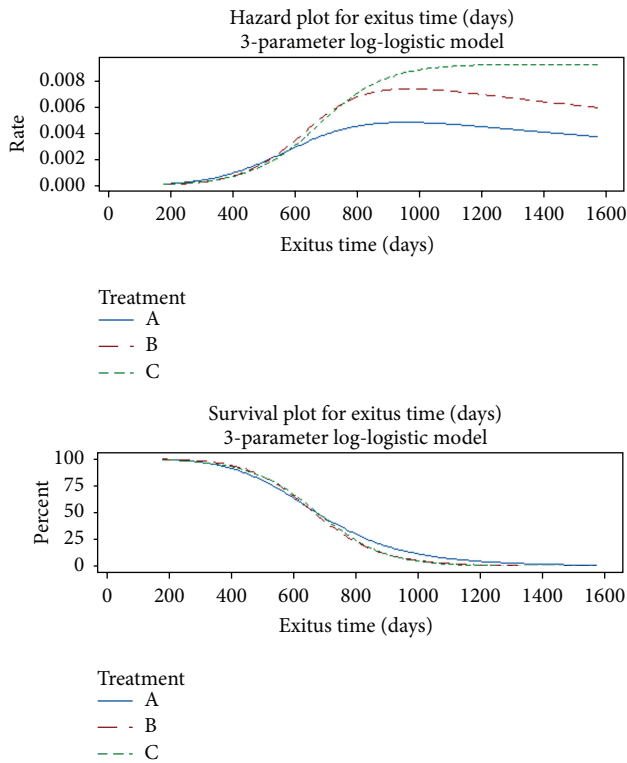 Hazard plot for exitus time (days)
3-parameter log-logistic model
Rate
0.008
0.006
0.004
0.002
0.000
0 200 400 600 800 1000 1200 1400 1600
Exitus time (days)
Treatment
A
B
C
Survival plot for exitus time (days)
3-parameter log-logistic model
Percent
100
75
50
25
0
0 200 400 600 800 1000 1200 1400 1600
Exitus time (days)
Treatment
A
B
C